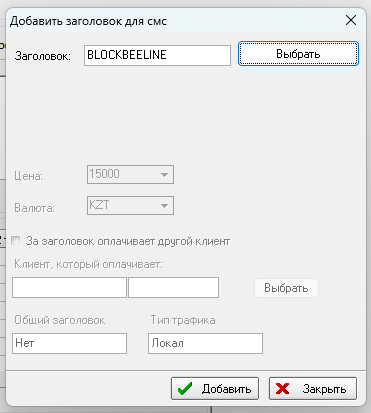 Добавить заголовок для смс
Заголовок: BLOCKBEELINE Выбрать
Цена: 15000
Валюта: KZT
За заголовок оплачивает другой клиент
Клиент, который оплачивает:
Выбрать
Общий заголовок Тип трафика
Нет Локал
Добавить Закрыть